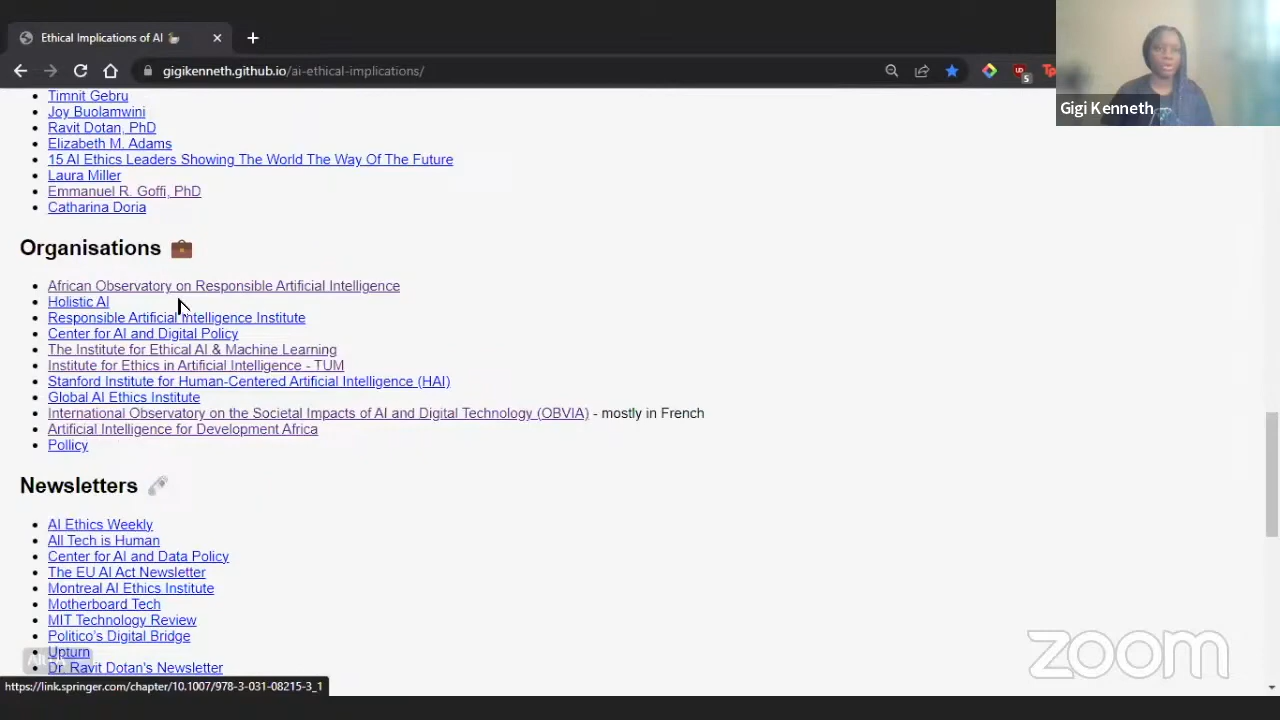 Ethical Implications of AI
gigikenneth.github.io/ai-ethical-implications/
5
Gigi Kenneth
Timnit Gebru
Joy Buolamwini
Ravit Dotan, PhD
Elizabeth M. Adams
15 AI Ethics Leaders Showing The World The Way Of The Future
Laura Miller
Emmanuel R. Goffi, PhD
Catharina Doria
Organisations
African Observatory on Responsible Artificial Intelligence
Holistic AI
Responsible Artificial Intelligence Institute
Center for AI and Digital Policy
The Institute for Ethical AI & Machine Learning
Institute for Ethics in Artificial Intelligence - TUM
Stanford Institute for Human-Centered Artificial Intelligence (HAI)
Global AI Ethics Institute
International Observatory on the Societal Impacts of AI and Digital Technology (OBVIA) - mostly in French
Artificial Intelligence for Development Africa
Pollicy
Newsletters
AI Ethics Weekly
All Tech is Human
Center for AI and Data Policy
The EU AI Act Newsletter
Montreal AI Ethics Institute
Motherboard Tech
MIT Technology Review
Politico's Digital Bridge
Upturn
Dr. Ravit Dotan's Newsletter
https://link.springer.com/chapter/10.1007/978-3-031-08215-3_1
zoom